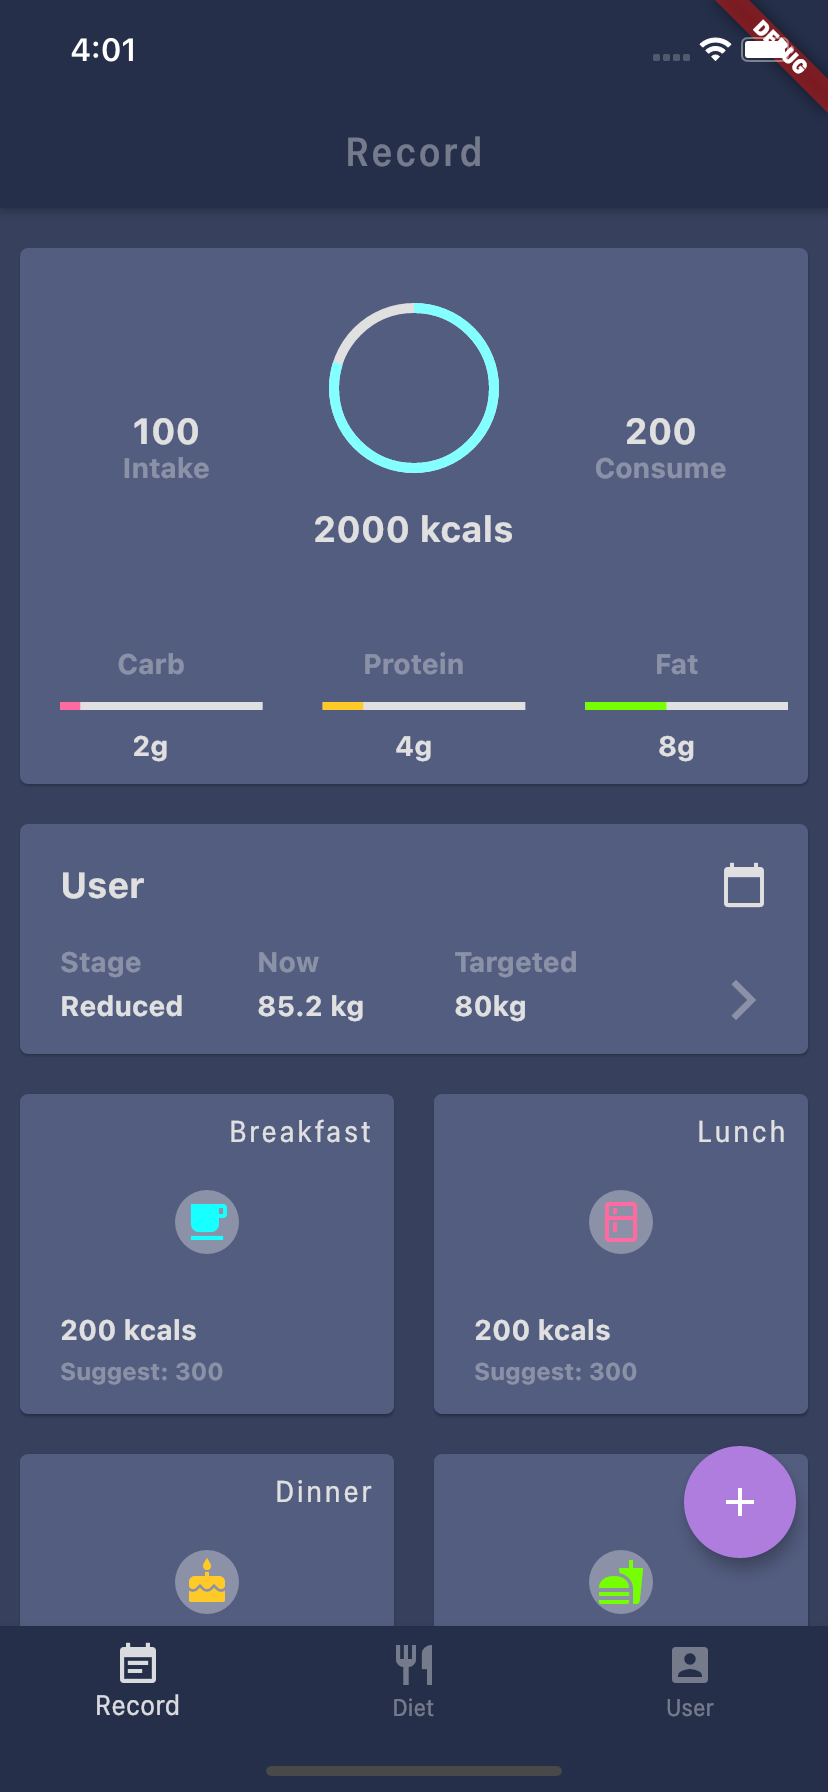 4:01
DEBUG
Record
100
Intake
200
Consume
2000 kcals
Carb
Protein
Fat
2g
4g
8g
User
Stage
Now
Targeted
Reduced
85.2 kg
80kg
Breakfast
Lunch
200 kcals
Suggest: 300
200 kcals
Suggest: 300
Dinner
Record
Diet
User